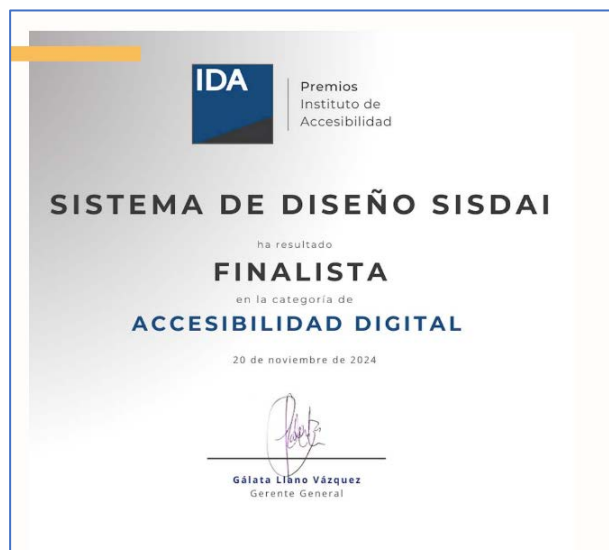 IDA
Premios
Instituto de
Accesibilidad
SISTEMA DE DISEÑO SISDAI
ha resultado
FINALISTA
en la categoría de
ACCESIBILIDAD DIGITAL
20 de noviembre de 2024
Gálata Llano Vázquez
Gerente General